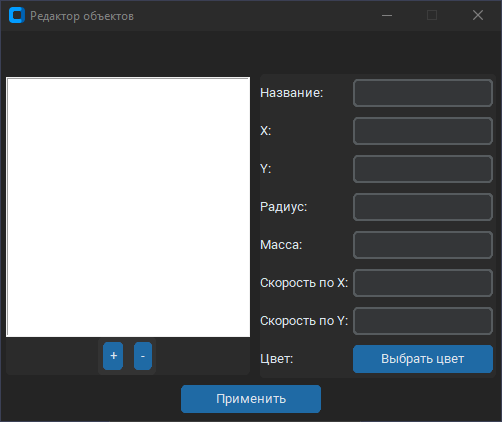 Редактор объектов
Название:
X:
Y:
Радиус:
Масса:
Скорость по X:
Скорость по Y:
+ -
Цвет: Выбрать цвет
Применить